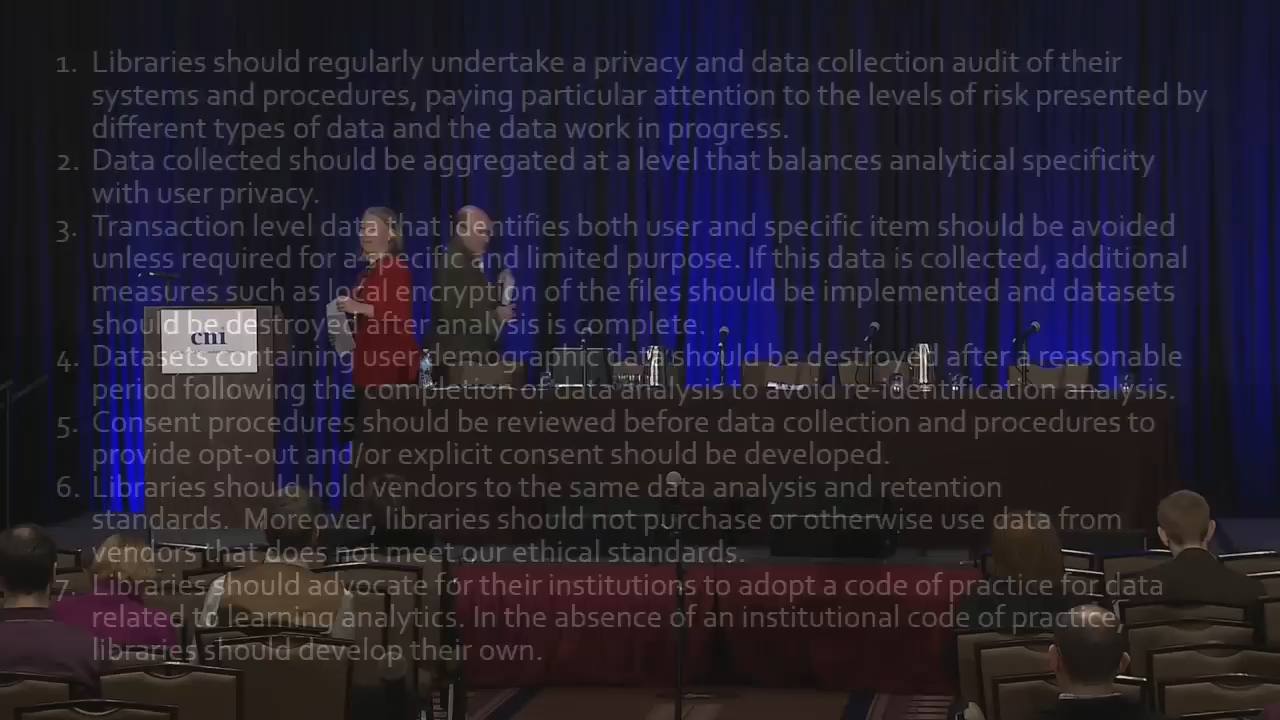 1. Libraries should regularly undertake a privacy and data collection audit of their
systems and procedures, paying particular attention to the levels of risk presented by
different types of data and the data work in progress.
2. Data collected should be aggregated at a level that balances analytical specificity
with user privacy.
3. Transaction level data that identifies both user and specific item should be avoided
unless required for a specific and limited purpose. If this data is collected, additional
measures such as local encryption of the files should be implemented and datasets
should be destroyed after analysis is complete.
4. Datasets containing user demographic data should be destroyed after a reasonable
period following the completion of data analysis to avoid re-identification analysis.
5. Consent procedures should be reviewed before data collection and procedures to
provide opt-out and/or explicit consent should be developed.
6. Libraries should hold vendors to the same data analysis and retention
standards. Moreover, libraries should not purchase or otherwise use data from
vendors that does not meet our ethical standards.
7. Libraries should advocate for their institutions to adopt a code of practice for data
related to learning analytics. In the absence of an institutional code of practice,
libraries should develop their own.
cni